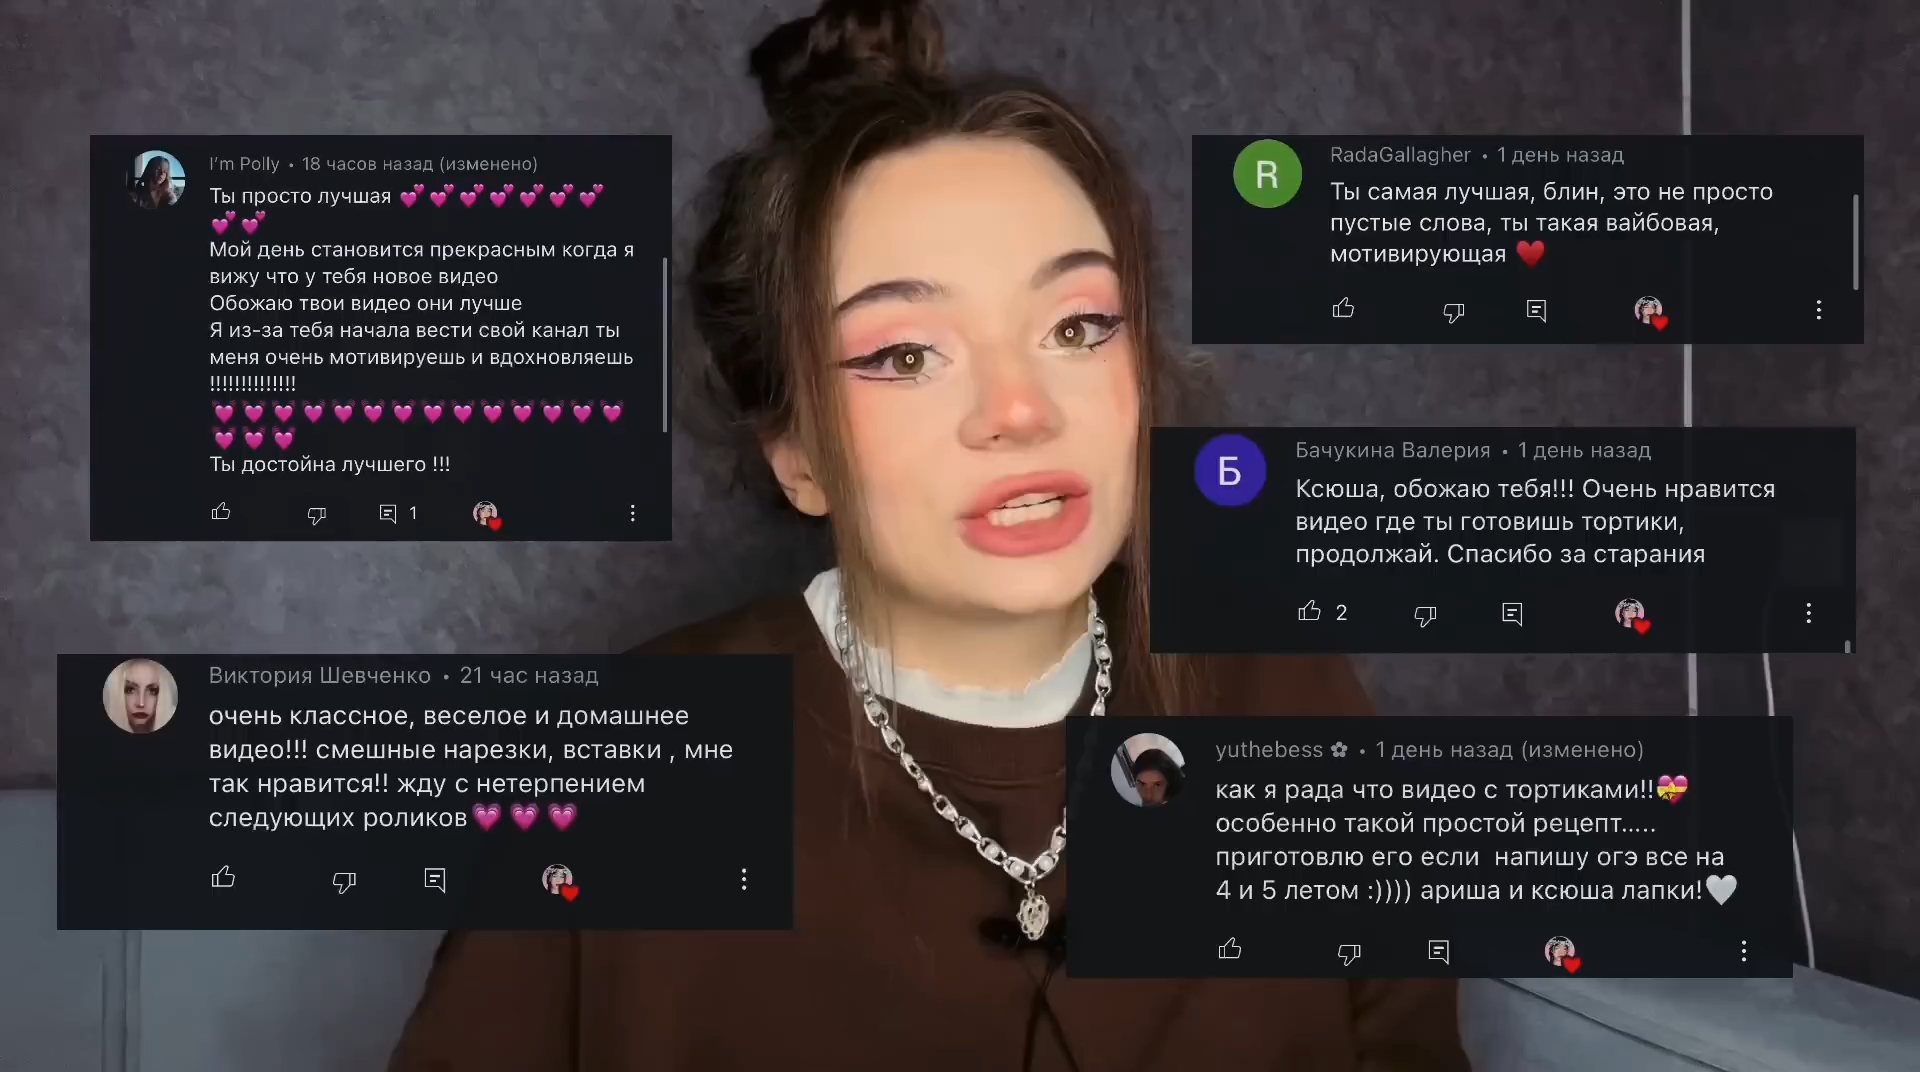 I'm Polly • 18 часов назад (изменено)
Ты просто лучшая 💕💕💕💕💕💕💕
💕💕
Мой день становится прекрасным когда я
вижу что у тебя новое видео
Обожаю твои видео они лучше
Я из-за тебя начала вести свой канал ты
меня очень мотивируешь и вдохновляешь
!!!!!!!!!!!!!!
💓💓💓💓💓💓💓💓💓💓💓💓💓💓
💓💓💓
Ты достойна лучшего !!!
1
Виктория Шевченко • 21 час назад
очень классное, веселое и домашнее
видео!!! смешные нарезки, вставки , мне
так нравится!! жду с нетерпением
следующих роликов💗💗💗
R
RadaGallagher • 1 день назад
Ты самая лучшая, блин, это не просто
пустые слова, ты такая вайбовая,
мотивирующая ♥️
Б
Бачукина Валерия • 1 день назад
Ксюша, обожаю тебя!!! Очень нравится
видео где ты готовишь тортики,
продолжай. Спасибо за старания
2
yuthebess ✿ • 1 день назад (изменено)
как я рада что видео с тортиками!!💝
особенно такой простой рецепт.....
приготовлю его если напишу огэ все на
4 и 5 летом :)))) ариша и ксюша лапки!🤍